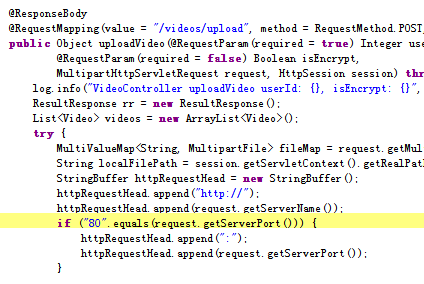 @ResponseBody
@RequestMapping(value = "/videos/upload", method = RequestMethod.POST,
public Object uploadVideo(@RequestParam(required = true) Integer use
@RequestParam(required = false) Boolean isEncrypt,
MultipartHttpServletRequest request, HttpSession session) thr
log.info("VideoController uploadVideo userId: {}, isEncrypt: {}",
ResultResponse rr = new ResultResponse();
List<Video> videos = new ArrayList<Video>();
try {
MultiValueMap<String, MultipartFile> fileMap = request.getMul
String localFilePath = session.getServletContext().getRealPat
StringBuffer httpRequestHead = new StringBuffer();
httpRequestHead.append("http://");
httpRequestHead.append(request.getServerName());
if ("80".equals(request.getServerPort())) {
httpRequestHead.append(":");
httpRequestHead.append(request.getServerPort());
}